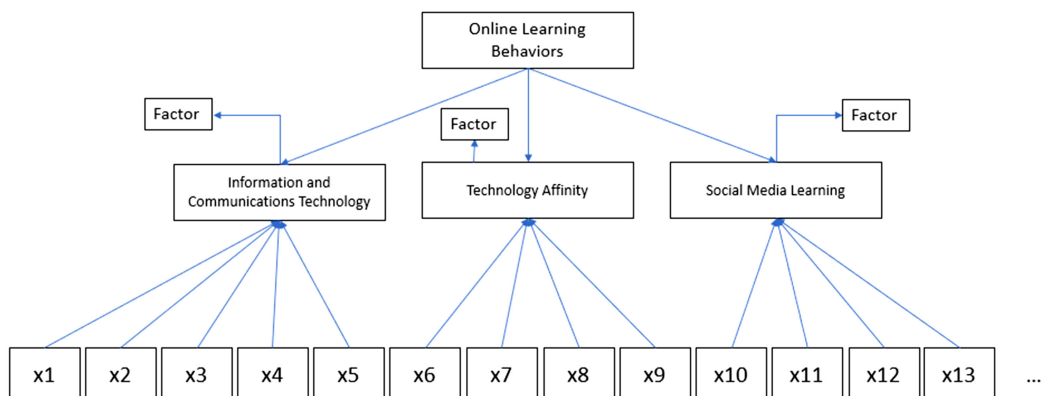 Online Learning
Behaviors
Factor
Factor
Factor
Information and
Communications Technology
Technology Affinity
Social Media Learning
x1
x2
x3
x4
x5
x6
x7
x8
x9
x10
x11
x12
x13
...